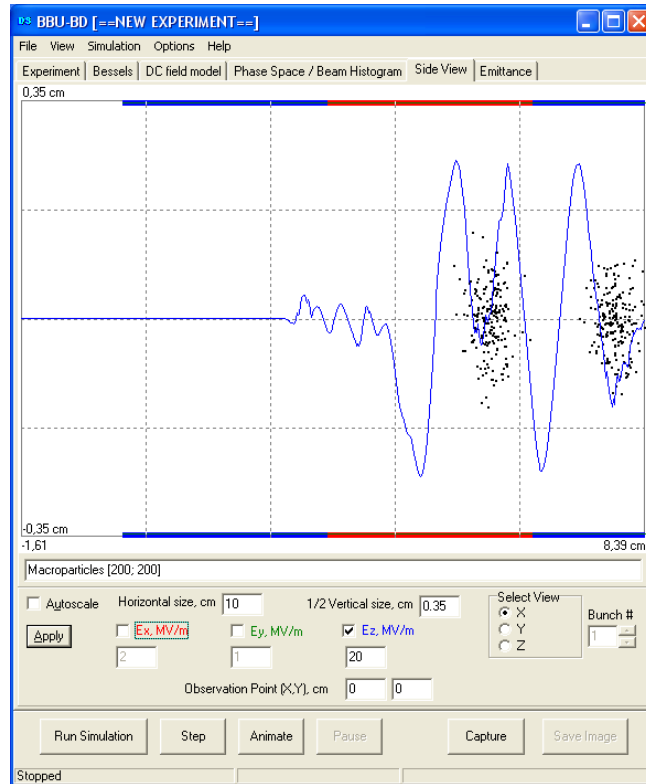 DS BBU-BD [==NEW EXPERIMENT==]
File View Simulation Options Help
Experiment Bessels DC field model Phase Space / Beam Histogram Side View Emittance
0,35 cm
-0,35 cm
-1,61 8,39 cm
Macroparticles [200; 200]
Autoscale Horizontal size, cm 10 1/2 Vertical size, cm 0.35 Select View
X
Y
Z
Bunch #
1
Apply Ex, MV/m Ey, MV/m Ez, MV/m
2 1 20
Observation Point (X,Y), cm 0 0
Run Simulation Step Animate Pause Capture Save Image
Stopped